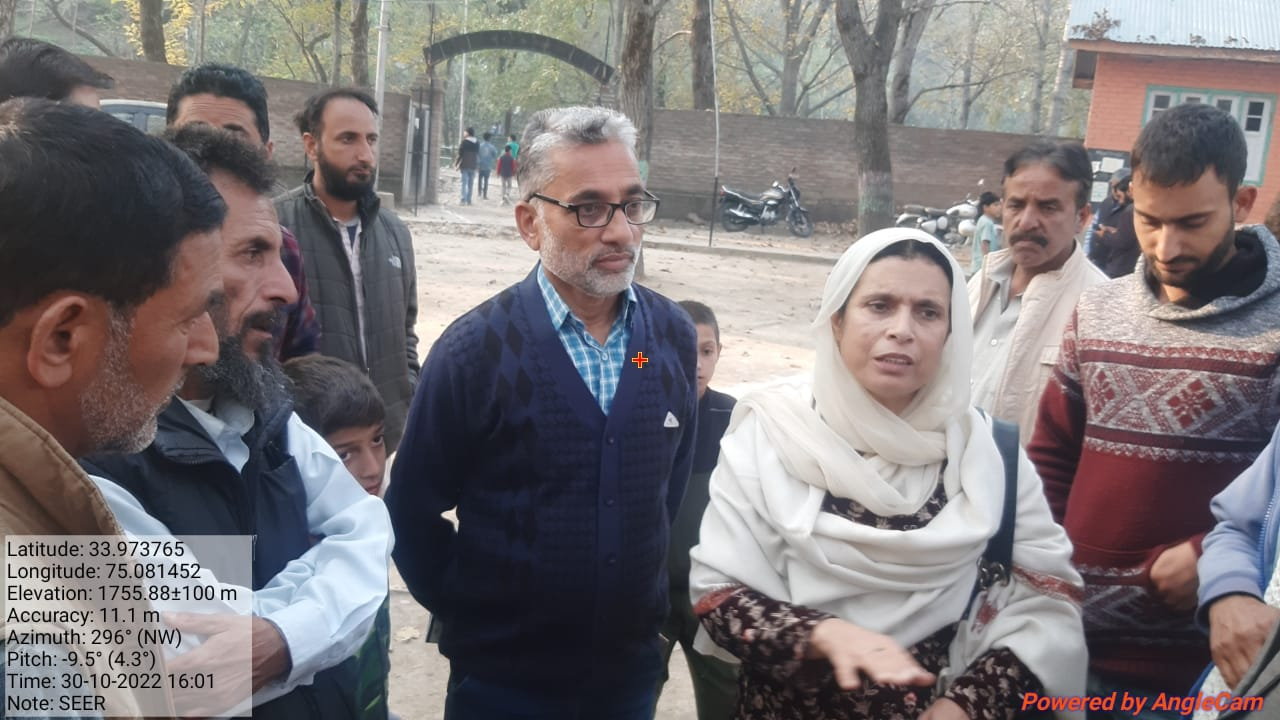 Latitude: 33.973765
Longitude: 75.081452
Elevation: 1755.88±100 m
Accuracy: 11.1 m
Azimuth: 296° (NW)
Pitch: -9.5° (4.3°)
Time: 30-10-2022 16:01
Note: SEER
Powered by AngleCam